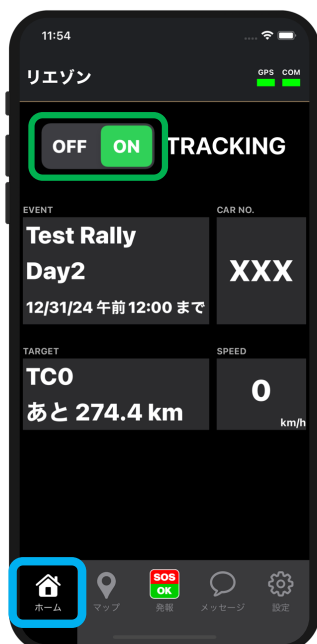 11:54
リエゾン
GPS COM
OFF ON TRACKING
EVENT
Test Rally
Day2
12/31/24 午前 12:00 まで
CAR NO.
XXX
TARGET
TC0
あと 274.4 km
SPEED
0
km/h
SOS
OK
ホーム マップ 発報 メッセージ 設定